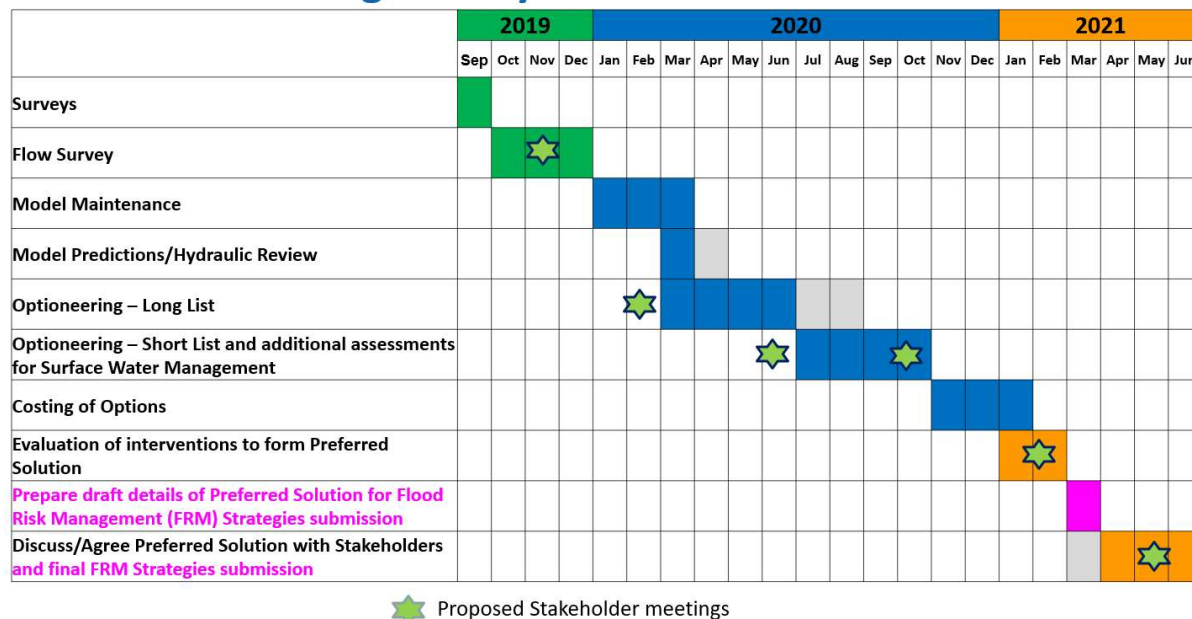 2019 2020 2021
Sep Oct Nov Dec Jan Feb Mar Apr May Jun Jul Aug Sep Oct Nov Dec Jan Feb Mar Apr May Jun
Surveys
Flow Survey
Model Maintenance
Model Predictions/Hydraulic Review
Optioneering – Long List
Optioneering – Short List and additional assessments
for Surface Water Management
Costing of Options
Evaluation of interventions to form Preferred
Solution
Prepare draft details of Preferred Solution for Flood
Risk Management (FRM) Strategies submission
Discuss/Agree Preferred Solution with Stakeholders
and final FRM Strategies submission
Proposed Stakeholder meetings